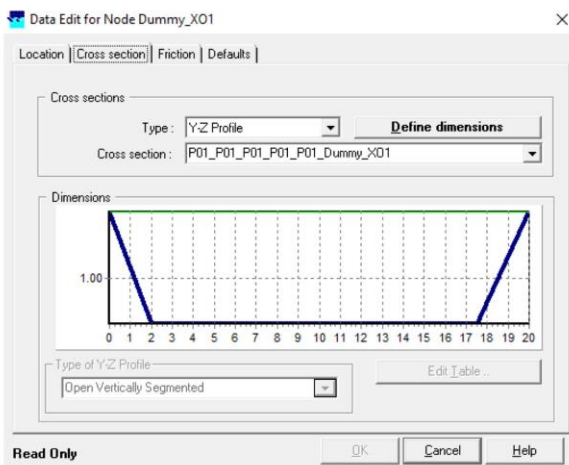 Data Edit for Node Dummy_XO1
Location Cross section Friction Defaults
Cross sections
Type : Y-Z Profile Define dimensions
Cross section : P01_P01_P01_P01_P01_Dummy_XO1
Dimensions
1.00
0 1 2 3 4 5 6 7 8 9 10 11 12 13 14 15 16 17 18 19 20
Type of Y-Z Profile
Open Vertically Segmented
Edit Table ..
Read Only OK Cancel Help